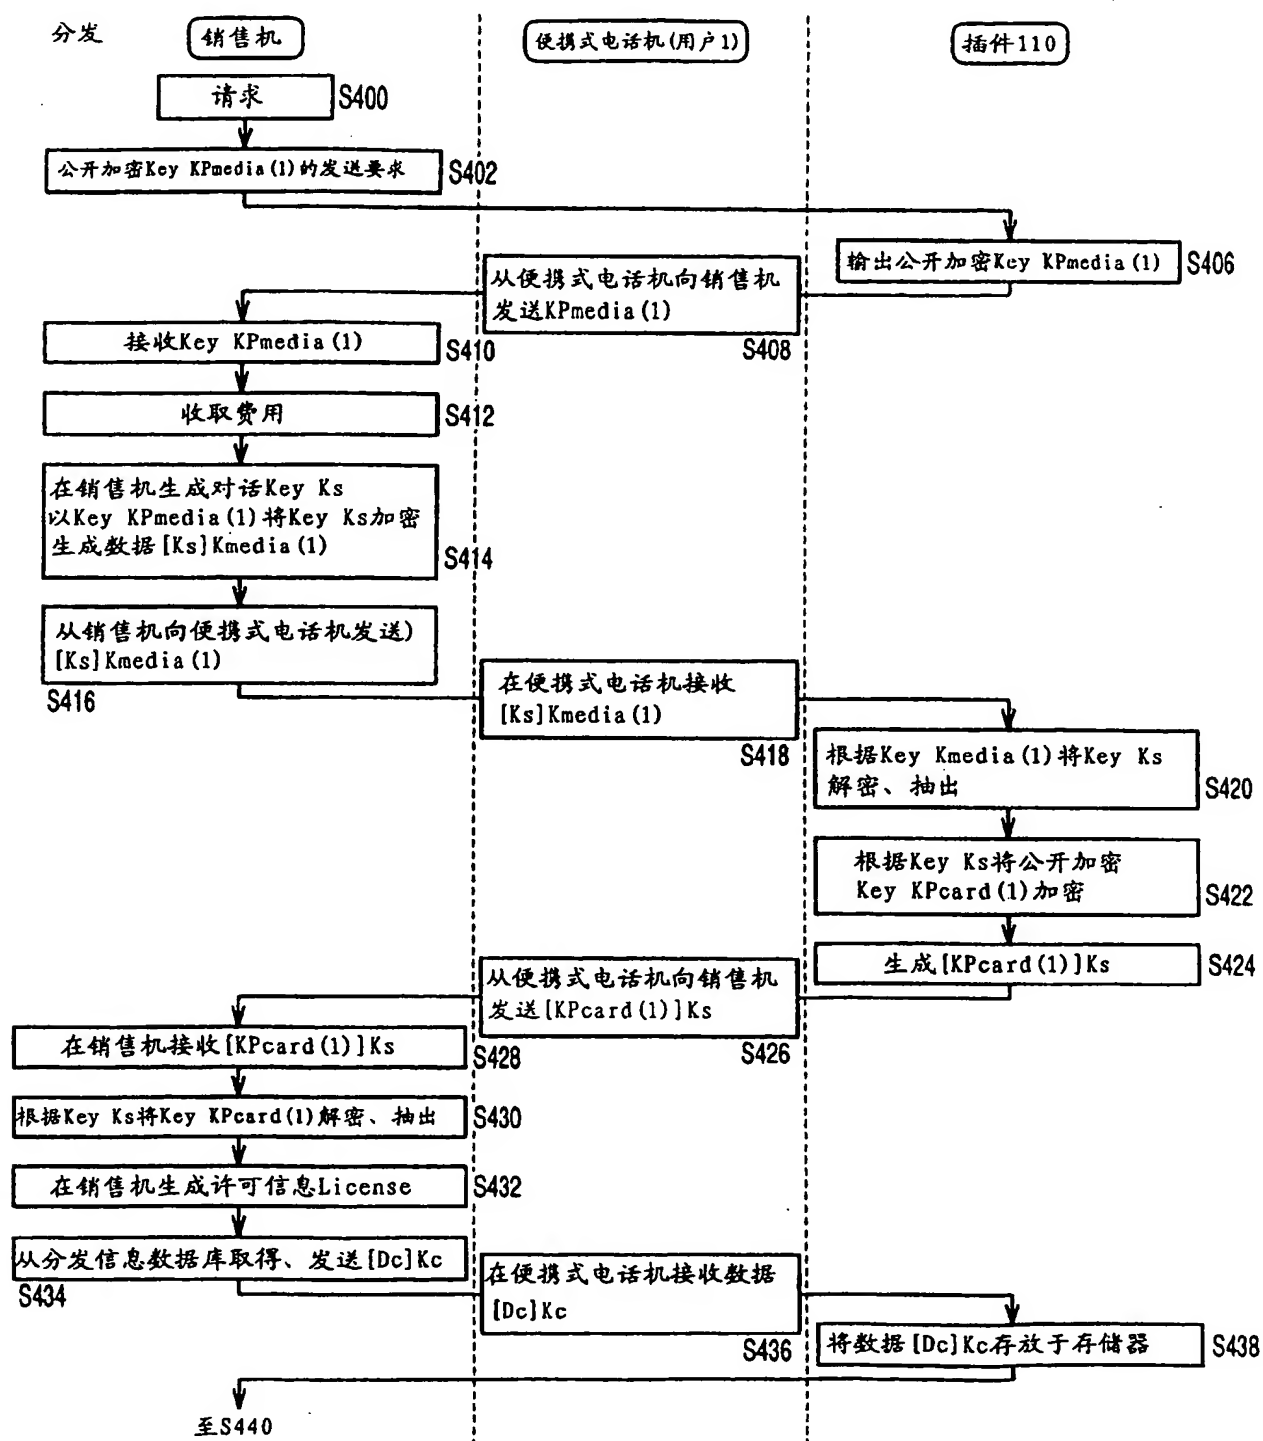 分发
销售机
便携式电话机(用户1)
插件110
请求
S400
公开加密Key KPmedia(1)的发送要求
S402
输出公开加密Key KPmedia(1)
S406
从便携式电话机向销售机
发送KPmedia(1)
S408
接收Key KPmedia(1)
S410
收取费用
S412
在销售机生成对话Key Ks
以Key KPmedia(1)将Key Ks加密
生成数据[Ks]Kmedia(1)
S414
从销售机向便携式电话机发送)
[Ks]Kmedia(1)
S416
在便携式电话机接收
[Ks]Kmedia(1)
S418
根据Key Kmedia(1)将Key Ks
解密、抽出
S420
根据Key Ks将公开加密
Key KPcard(1)加密
S422
生成[KPcard(1)]Ks
S424
从便携式电话机向销售机
发送[KPcard(1)]Ks
S426
在销售机接收[KPcard(1)]Ks
S428
根据Key Ks将Key KPcard(1)解密、抽出
S430
在销售机生成许可信息License
S432
从分发信息数据库取得、发送[Dc]Kc
S434
在便携式电话机接收数据
[Dc]Kc
S436
将数据[Dc]Kc存放于存储器
S438
至S440